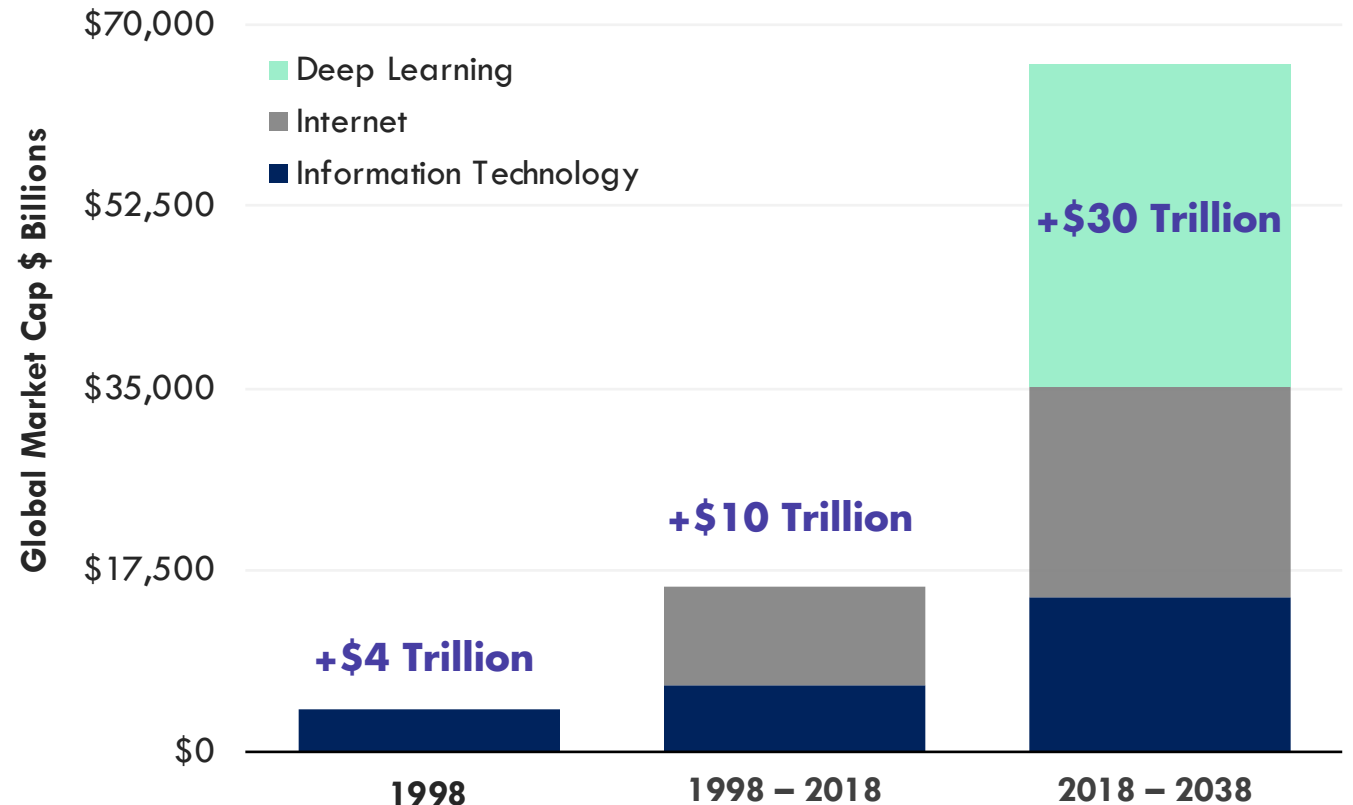 Global Market Cap $ Billions
$70,000
$52,500
$35,000
$17,500
$0
Deep Learning
Internet
Information Technology
+$4 Trillion
+$10 Trillion
+$30 Trillion
1998
1998 – 2018
2018 – 2038